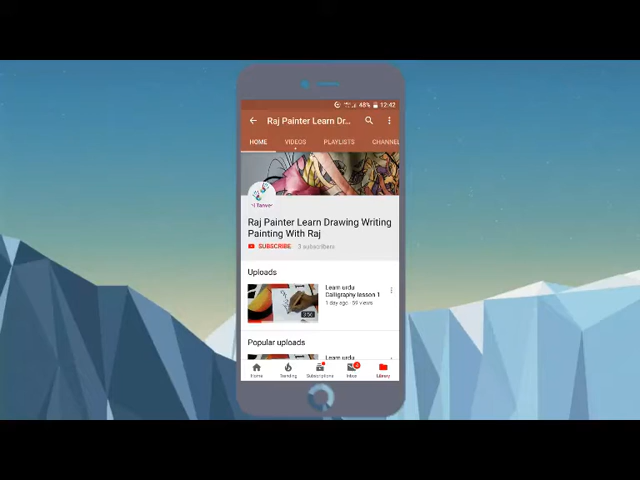 48% 12:42
Raj Painter Learn Dr...
HOME VIDEOS PLAYLISTS CHANNEL
Raj Painter Learn Drawing Writing
Painting With Raj
SUBSCRIBE 3 subscribers
Uploads
Learn urdu
Calligraphy lesson 1
1 day ago · 59 views
Popular uploads
Learn urdu
Home Trending Subscriptions Inbox Library